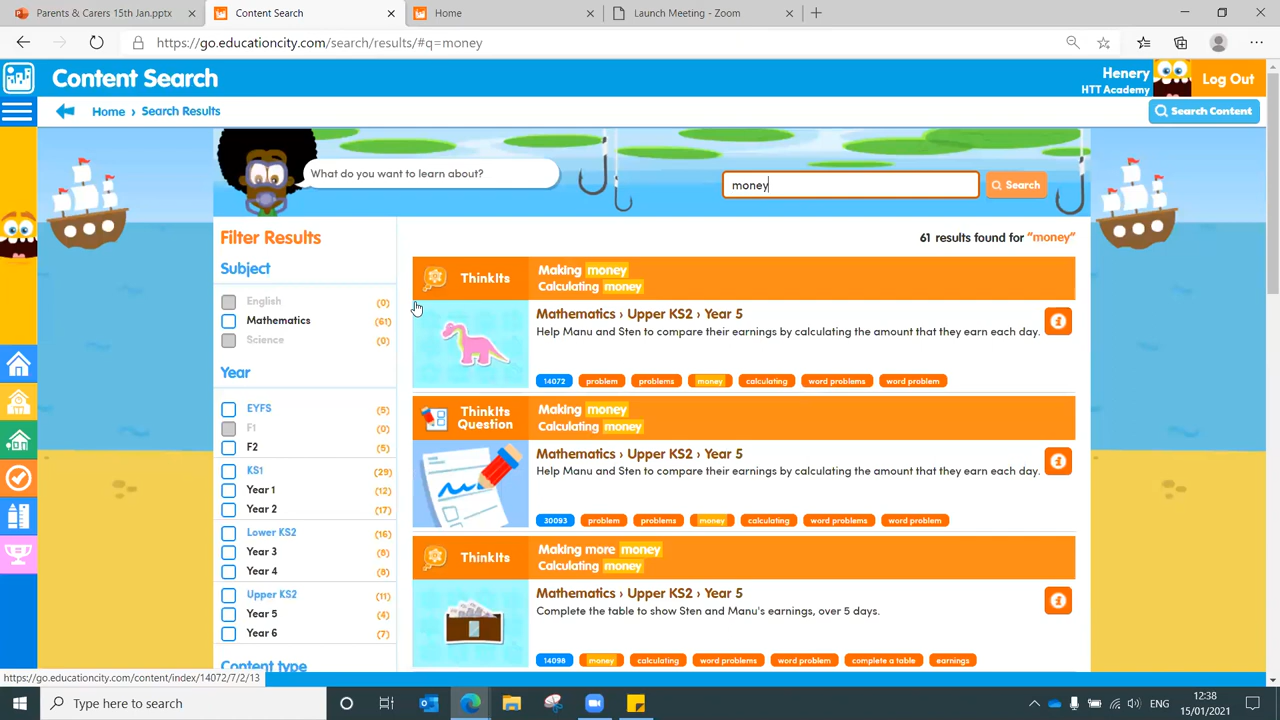 Parents & Carers 15th Jan.pptx
Content Search
Home
Launch Meeting - Zoom
https://go.educationcity.com/search/results/#q=money
Content Search
Henery
HTT Academy
Log Out
Home › Search Results
Search Content
What do you want to learn about?
money
Search
Filter Results
61 results found for "money"
Subject
English (0)
Mathematics (61)
Science (0)
Year
EYFS (5)
F1 (0)
F2 (5)
KS1 (29)
Year 1 (12)
Year 2 (17)
Lower KS2 (16)
Year 3 (8)
Year 4 (8)
Upper KS2 (11)
Year 5 (4)
Year 6 (7)
Content type
ThinkIts
Making money
Calculating money
Mathematics › Upper KS2 › Year 5
Help Manu and Sten to compare their earnings by calculating the amount that they earn each day.
14072 problem problems money calculating word problems word problem
ThinkIts
Question
Making money
Calculating money
Mathematics › Upper KS2 › Year 5
Help Manu and Sten to compare their earnings by calculating the amount that they earn each day.
30093 problem problems money calculating word problems word problem
ThinkIts
Making more money
Calculating money
Mathematics › Upper KS2 › Year 5
Complete the table to show Sten and Manu's earnings, over 5 days.
14098 money calculating word problems word problem complete a table earnings
https://go.educationcity.com/content/index/14072/7/2/13
Type here to search
ENG
12:38
15/01/2021